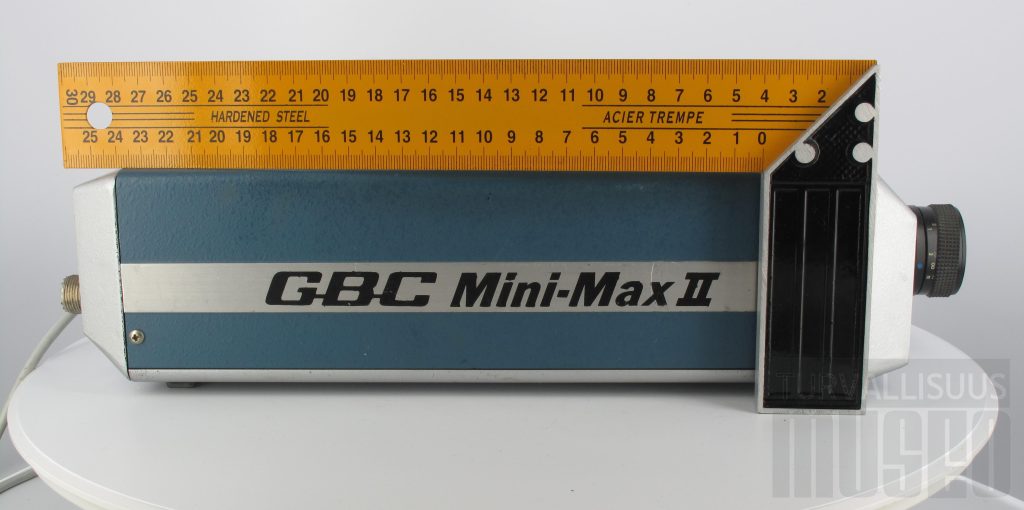 30 29 28 27 26 25 24 23 22 21 20 19 18 17 16 15 14 13 12 11 10 9 8 7 6 5 4 3 2
HARDENED STEEL ACIER TREMPE
25 24 23 22 21 20 19 18 17 16 15 14 13 12 11 10 9 8 7 6 5 4 3 2 1 0
GBC Mini-Max II
TURVALLISUUS
MUSEO